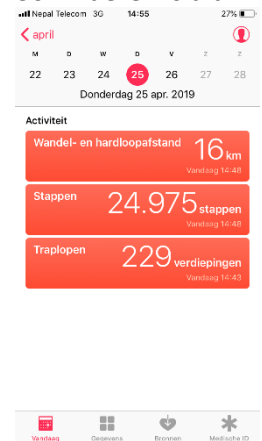 Nepal Telecom 3G 14:55 27%
april
M D W D V Z Z
22 23 24 25 26 27 28
Donderdag 25 apr. 2019
Activiteit
Wandel- en hardloopafstand 16 km
Vandaag 14:48
Stappen 24.975 stappen
Vandaag 14:48
Traplopen 229 verdiepingen
Vandaag 14:43
Vandaag Gegevens Bronnen Medische ID